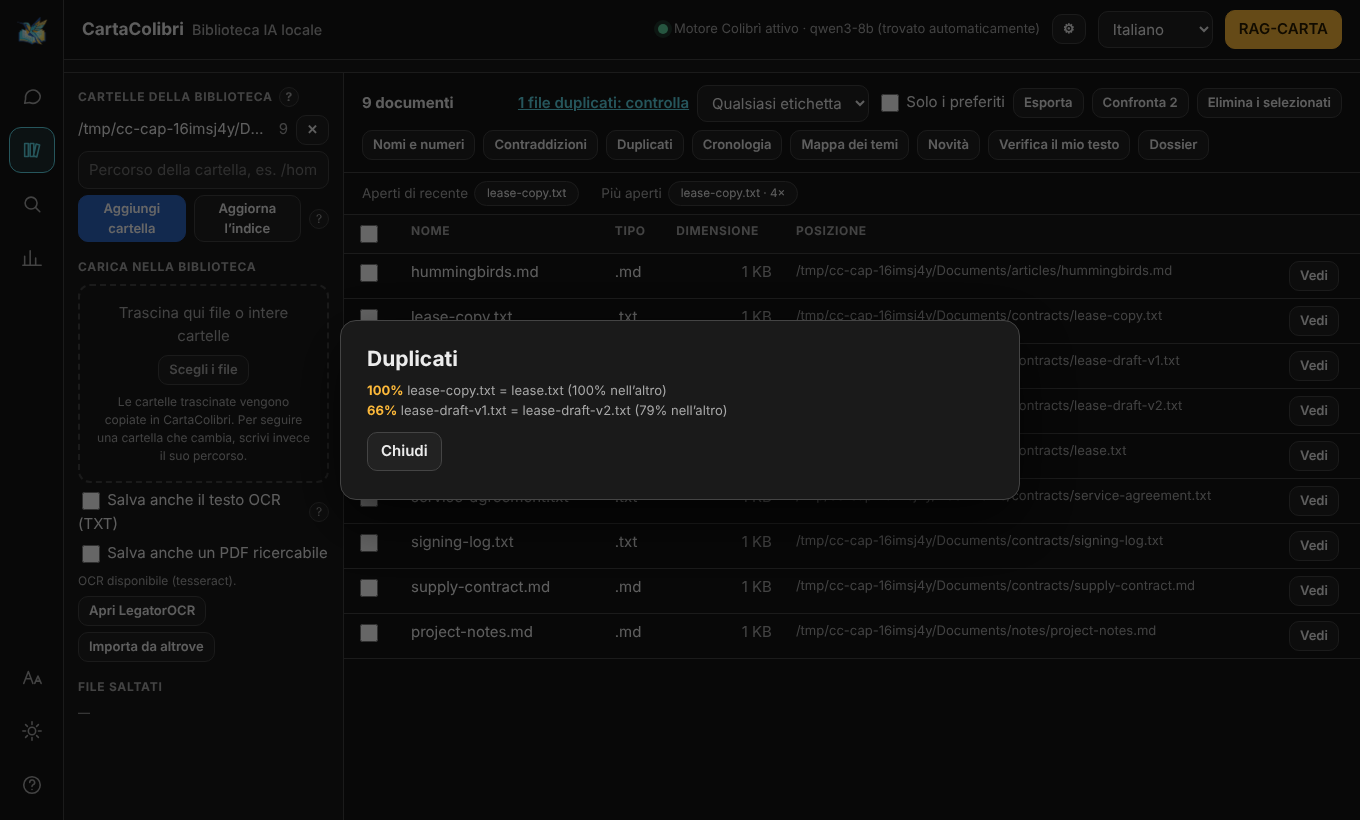 CartaColibri Biblioteca IA locale
Motore Colibrì attivo · qwen3-8b (trovato automaticamente)
Italiano
RAG-CARTA
CARTELLE DELLA BIBLIOTECA ?
/tmp/cc-cap-16imsj4y/D... 9 ×
Percorso della cartella, es. /hom
Aggiungi cartella
Aggiorna l'indice
?
CARICA NELLA BIBLIOTECA
Trascina qui file o intere
cartelle
Scegli i file
Le cartelle trascinate vengono
copiate in CartaColibri. Per seguire
una cartella che cambia, scrivi invece
il suo percorso.
Salva anche il testo OCR
(TXT)
?
Salva anche un PDF ricercabile
OCR disponibile (tesseract).
Apri LegatorOCR
Importa da altrove
FILE SALTATI
—
9 documenti
1 file duplicati: controlla
Qualsiasi etichetta
Solo i preferiti
Esporta
Confronta 2
Elimina i selezionati
Nomi e numeri
Contraddizioni
Duplicati
Cronologia
Mappa dei temi
Novità
Verifica il mio testo
Dossier
Aperti di recente lease-copy.txt Più aperti lease-copy.txt · 4×
NOME TIPO DIMENSIONE POSIZIONE
hummingbirds.md .md 1 KB /tmp/cc-cap-16imsj4y/Documents/articles/hummingbirds.md Vedi
lease-copy.txt .txt 1 KB /tmp/cc-cap-16imsj4y/Documents/contracts/lease-copy.txt Vedi
contracts/lease-draft-v1.txt Vedi
contracts/lease-draft-v2.txt Vedi
contracts/lease.txt Vedi
service-agreement.txt .txt 1 KB contracts/service-agreement.txt Vedi
signing-log.txt .txt 1 KB /tmp/cc-cap-16imsj4y/Documents/contracts/signing-log.txt Vedi
supply-contract.md .md 1 KB /tmp/cc-cap-16imsj4y/Documents/contracts/supply-contract.md Vedi
project-notes.md .md 1 KB /tmp/cc-cap-16imsj4y/Documents/notes/project-notes.md Vedi
Duplicati
100% lease-copy.txt = lease.txt (100% nell'altro)
66% lease-draft-v1.txt = lease-draft-v2.txt (79% nell'altro)
Chiudi
AA
?